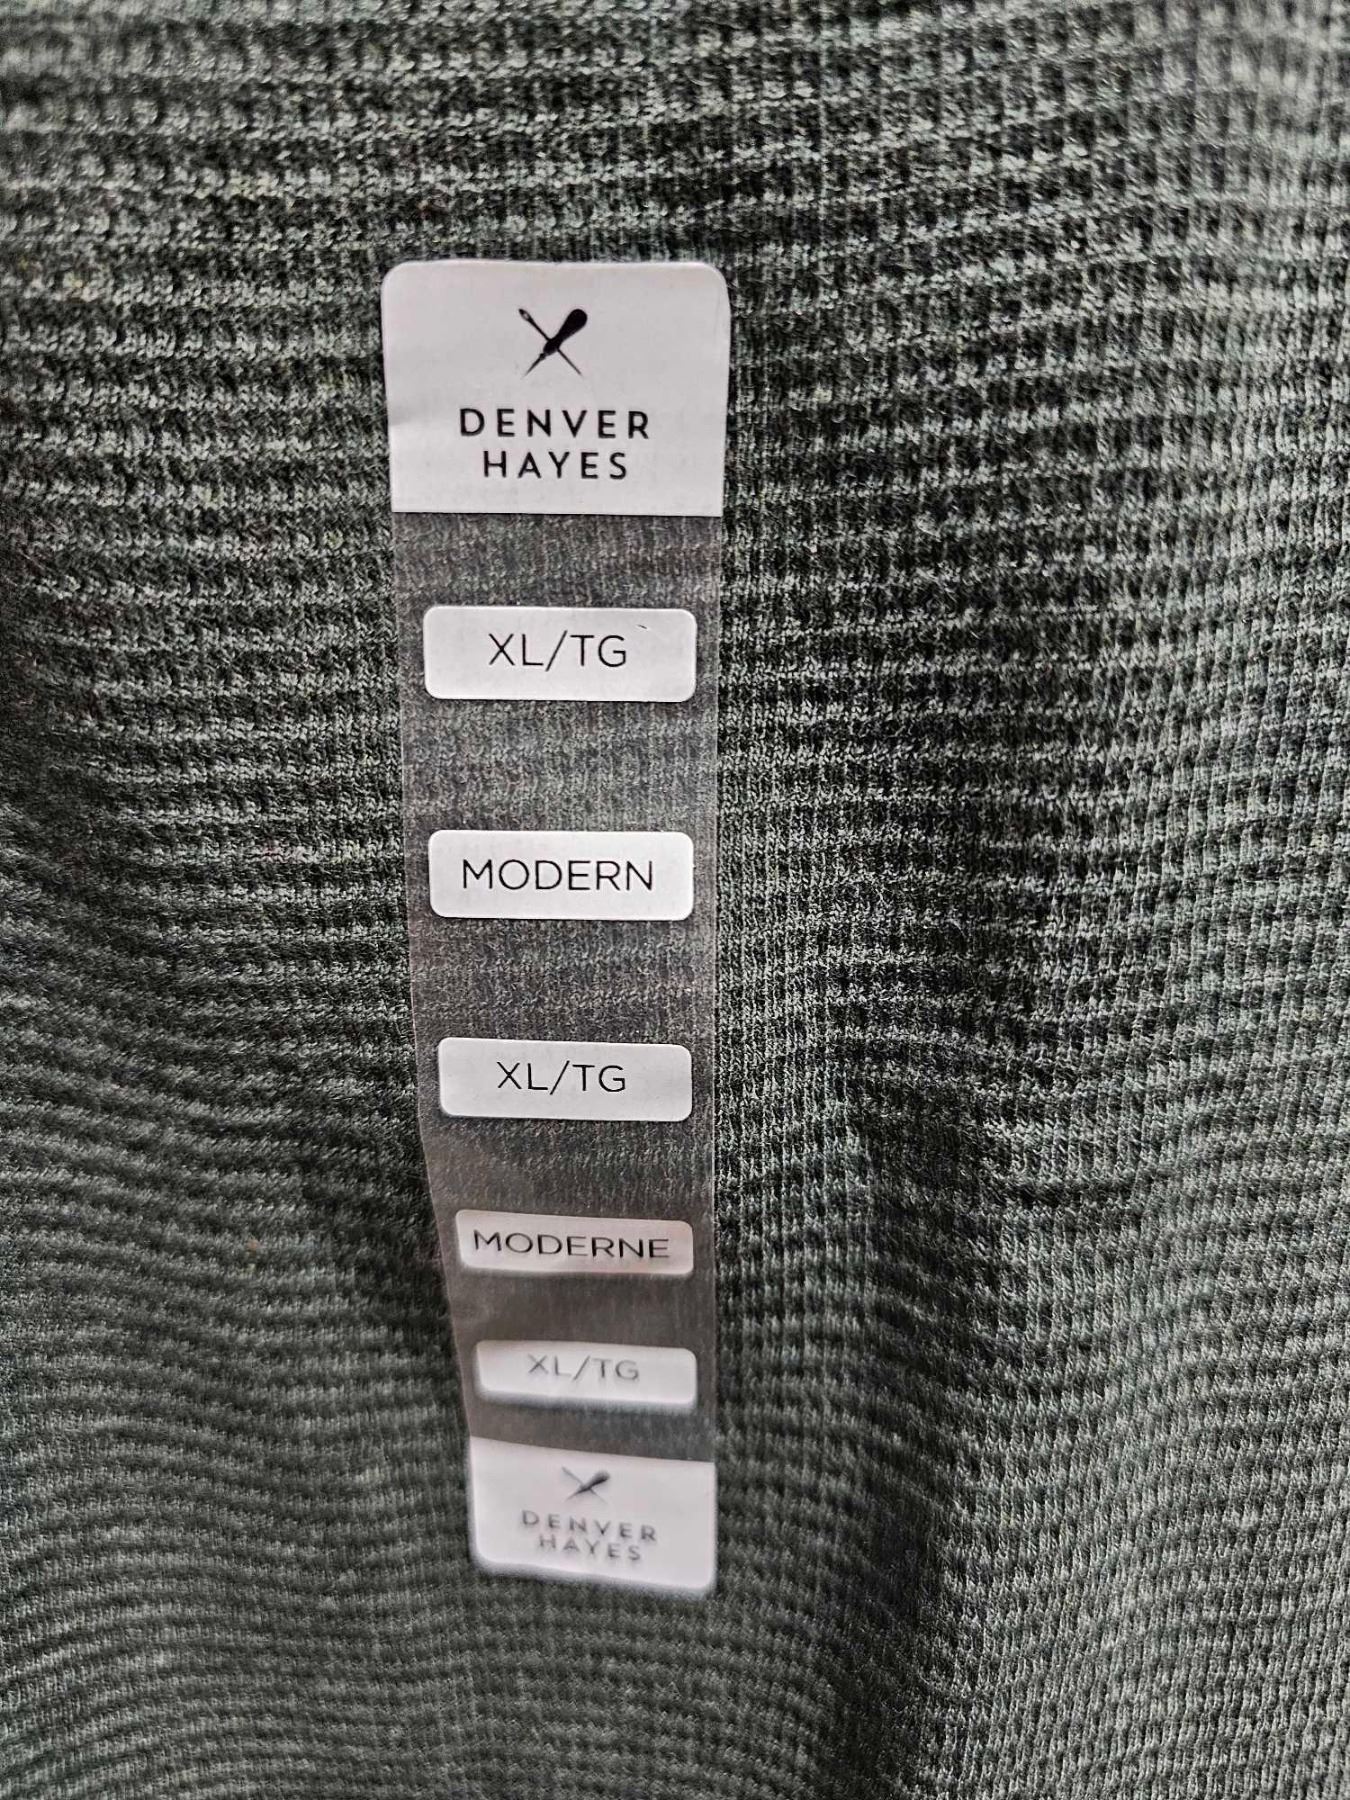 DENVER
HAYES
XL/TG
MODERN
XL/TG
MODERNE
XL/TG
DENVER
HAYES